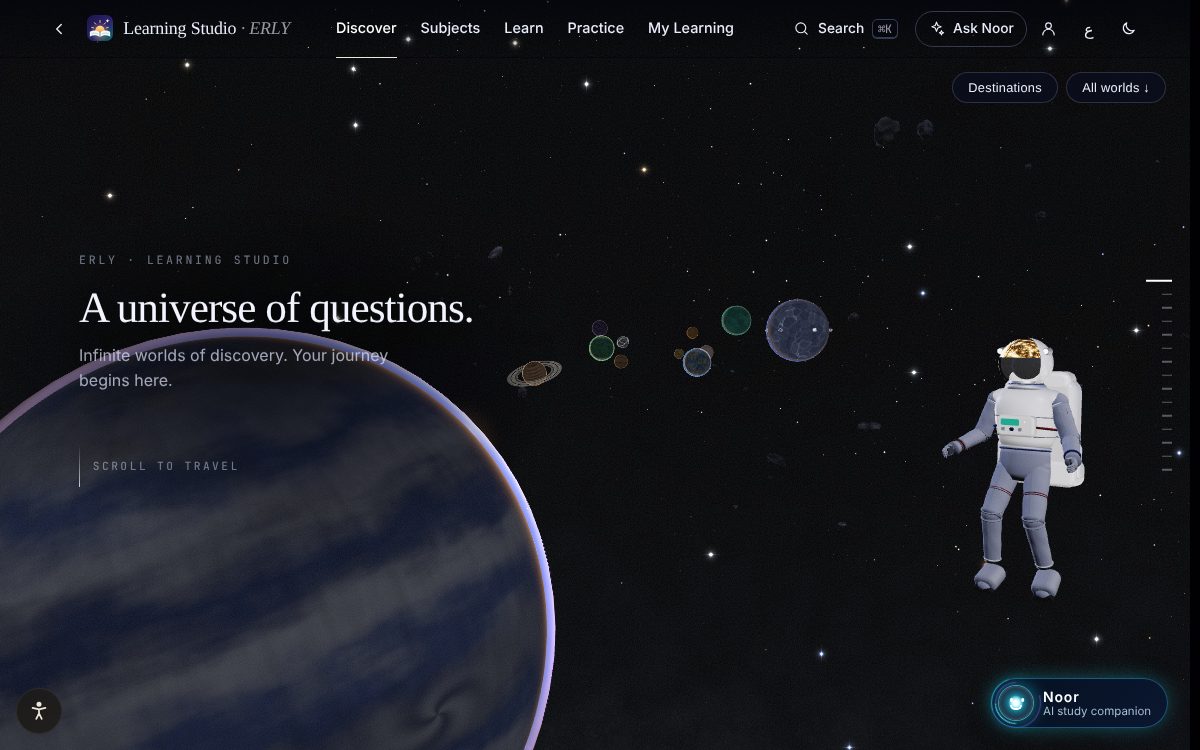 Learning Studio · ERLY
Discover
Subjects
Learn
Practice
My Learning
Search
⌘K
Ask Noor
ع
Destinations
All worlds ↓
ERLY · LEARNING STUDIO
A universe of questions.
Infinite worlds of discovery. Your journey
begins here.
SCROLL TO TRAVEL
Noor
AI study companion